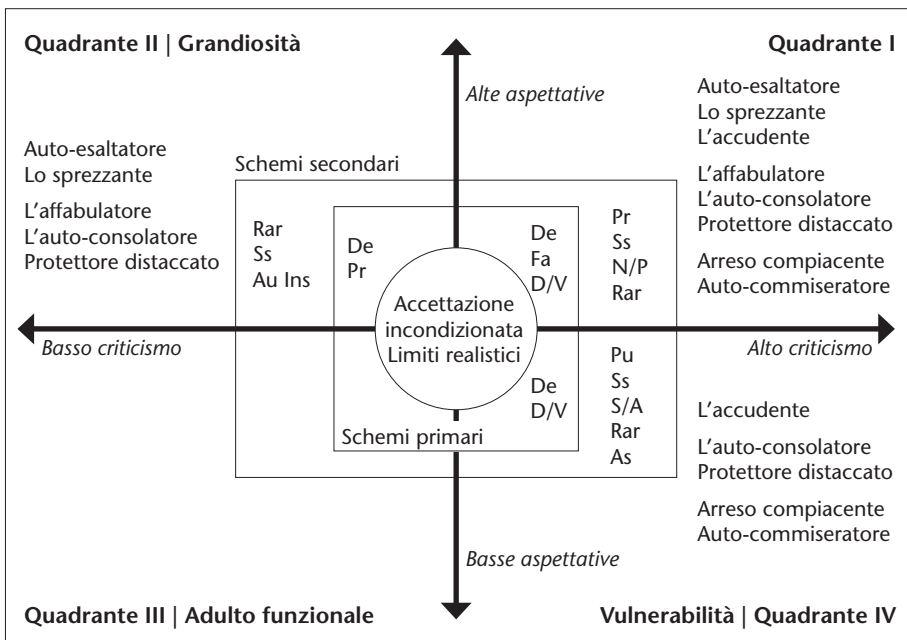 Quadrante II | Grandiosità
Quadrante I
Alte aspettative
Auto-esaltatore
Lo sprezzante
L'accudente
L'affabulatore
L'auto-consolatore
Protettore distaccato
Arreso compiacente
Auto-commiseratore
Auto-esaltatore
Lo sprezzante
L'affabulatore
L'auto-consolatore
Protettore distaccato
Schemi secondari
Rar
Ss
Au Ins
De
Pr
De
Fa
D/V
Pr
Ss
N/P
Rar
Accettazione
incondizionata
Limiti realistici
Basso criticismo
Alto criticismo
De
D/V
Pu
Ss
S/A
Rar
As
Schemi primari
L'accudente
L'auto-consolatore
Protettore distaccato
Arreso compiacente
Auto-commiseratore
Basse aspettative
Quadrante III | Adulto funzionale
Vulnerabilità | Quadrante IV